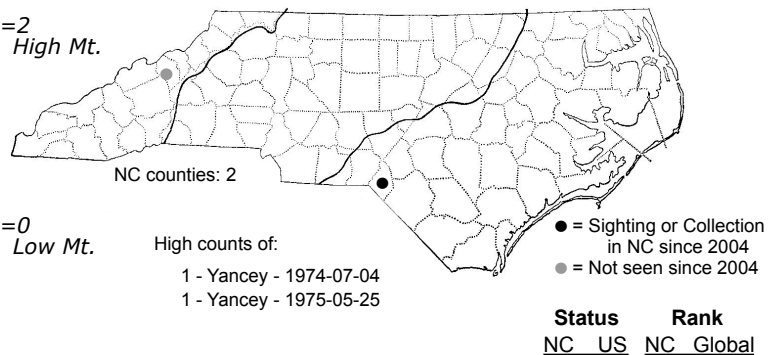 =2
High Mt.
NC counties: 2
=0
Low Mt.
High counts of:
1 - Yancey - 1974-07-04
1 - Yancey - 1975-05-25
● = Sighting or Collection
in NC since 2004
● = Not seen since 2004
Status Rank
NC US NC Global